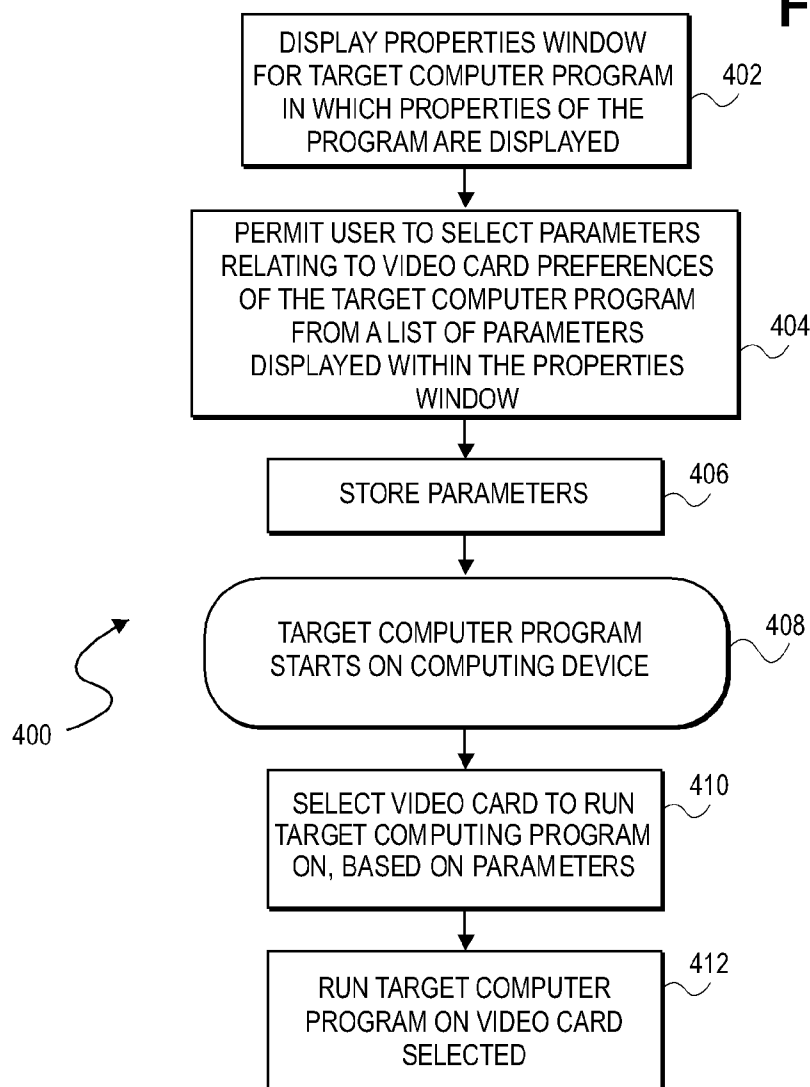 F
DISPLAY PROPERTIES WINDOW
FOR TARGET COMPUTER PROGRAM
IN WHICH PROPERTIES OF THE
PROGRAM ARE DISPLAYED
402
PERMIT USER TO SELECT PARAMETERS
RELATING TO VIDEO CARD PREFERENCES
OF THE TARGET COMPUTER PROGRAM
FROM A LIST OF PARAMETERS
DISPLAYED WITHIN THE PROPERTIES
WINDOW
404
STORE PARAMETERS
406
TARGET COMPUTER PROGRAM
STARTS ON COMPUTING DEVICE
408
400
SELECT VIDEO CARD TO RUN
TARGET COMPUTING PROGRAM
ON, BASED ON PARAMETERS
410
RUN TARGET COMPUTER
PROGRAM ON VIDEO CARD
SELECTED
412